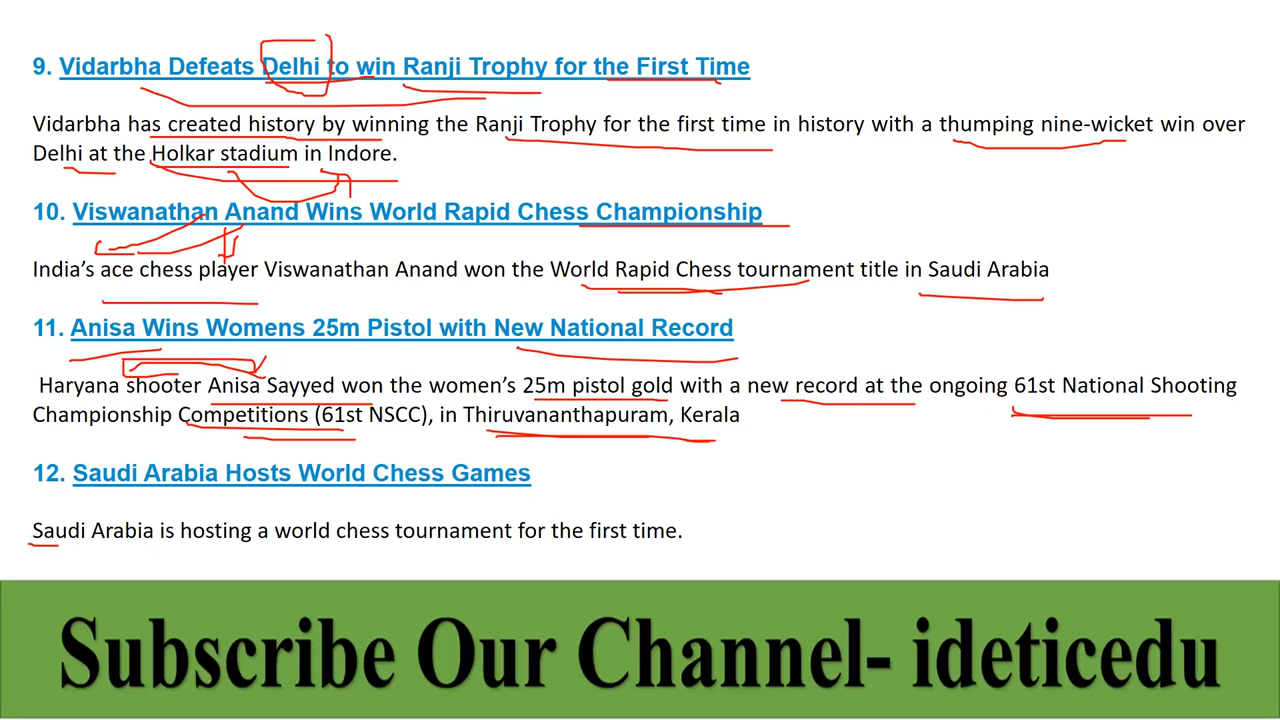 9. Vidarbha Defeats Delhi to win Ranji Trophy for the First Time
Vidarbha has created history by winning the Ranji Trophy for the first time in history with a thumping nine-wicket win over
Delhi at the Holkar stadium in Indore.
10. Viswanathan Anand Wins World Rapid Chess Championship
India’s ace chess player Viswanathan Anand won the World Rapid Chess tournament title in Saudi Arabia
11. Anisa Wins Womens 25m Pistol with New National Record
Haryana shooter Anisa Sayyed won the women’s 25m pistol gold with a new record at the ongoing 61st National Shooting
Championship Competitions (61st NSCC), in Thiruvananthapuram, Kerala
12. Saudi Arabia Hosts World Chess Games
Saudi Arabia is hosting a world chess tournament for the first time.
Subscribe Our Channel- ideticedu